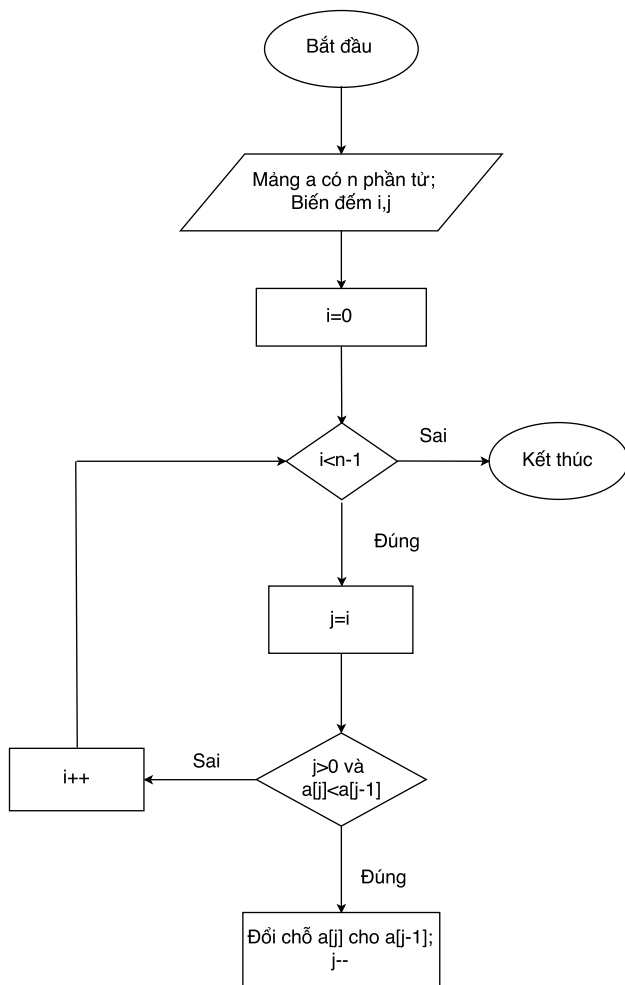 Bắt đầu
Mảng a có n phần tử;
Biến đếm i,j
i=0
i<n-1
Sai
Kết thúc
Đúng
j=i
j>0 và
a[j]<a[j-1]
Sai
i++
Đúng
Đổi chỗ a[j] cho a[j-1];
j--